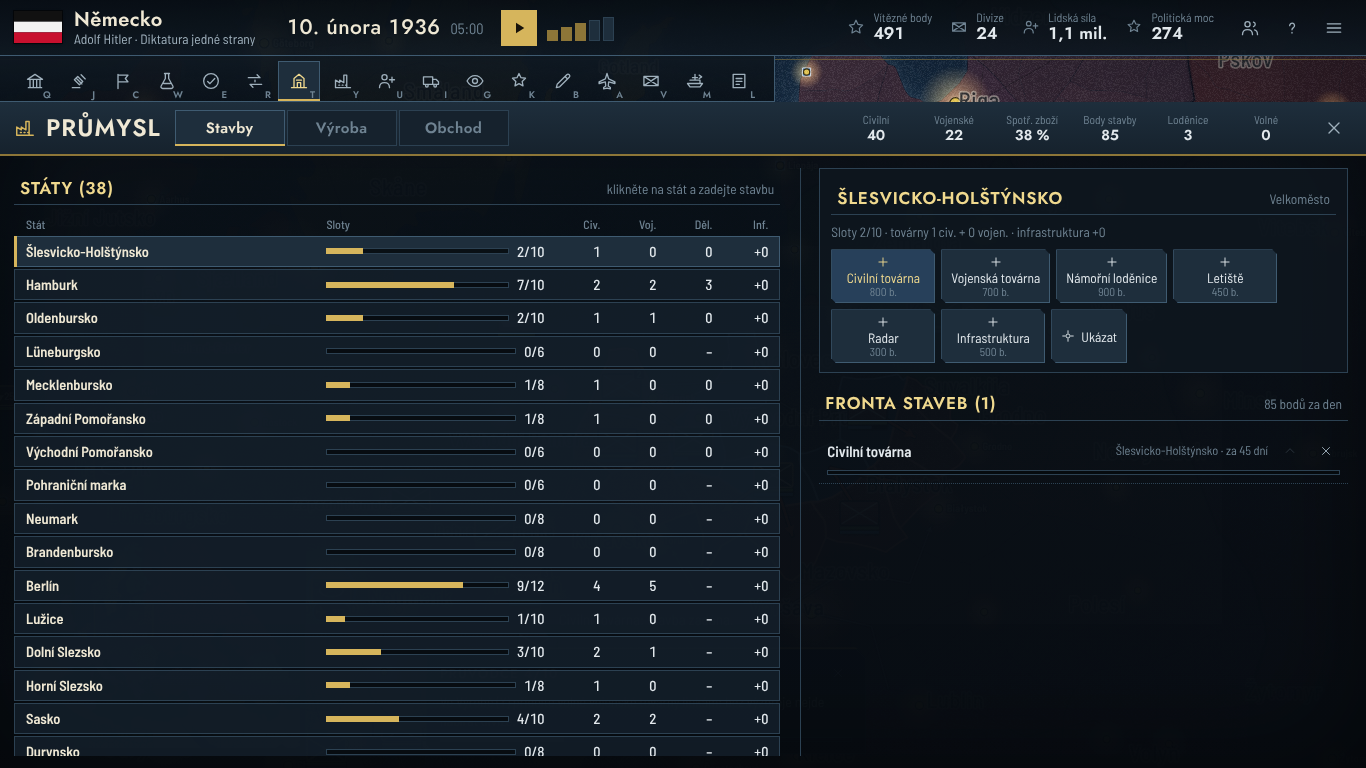 Německo
Adolf Hitler · Diktatura jedné strany
10. února 1936 05:00
Vítězné body 491
Divize 24
Lidská síla 1,1 mil.
Politická moc 274
?
Q J C W E R T Y U I G K B A V M L
Pskov
Riga
PRŮMYSL
Stavby Výroba Obchod
Civilní 40
Vojenské 22
Spotř. zboží 38 %
Body stavby 85
Loděnice 3
Volné 0
STÁTY (38) klikněte na stát a zadejte stavbu
Stát Sloty Civ. Voj. Děl. Inf.
Šlesvicko-Holštýnsko 2/10 1 0 0 +0
Hamburk 7/10 2 2 3 +0
Oldenbursko 2/10 1 1 0 +0
Lüneburgsko 0/6 0 0 – +0
Mecklenbursko 1/8 1 0 0 +0
Západní Pomořansko 1/8 1 0 0 +0
Východní Pomořansko 0/6 0 0 0 +0
Pohraniční marka 0/6 0 0 – +0
Neumark 0/8 0 0 – +0
Brandenbursko 0/8 0 0 – +0
Berlín 9/12 4 5 – +0
Lužice 1/10 1 0 – +0
Dolní Slezsko 3/10 2 1 – +0
Horní Slezsko 1/8 1 0 – +0
Sasko 4/10 2 2 – +0
Durynsko 0/8 0 0 – +0
ŠLESVICKO-HOLŠTÝNSKO Velkoměsto
Sloty 2/10 · továrny 1 civ. + 0 vojen. · infrastruktura +0
Civilní továrna 800 b.
Vojenská továrna 700 b.
Námořní loděnice 900 b.
Letiště 450 b.
Radar 300 b.
Infrastruktura 500 b.
Ukázat
FRONTA STAVEB (1) 85 bodů za den
Civilní továrna Šlesvicko-Holštýnsko · za 45 dní